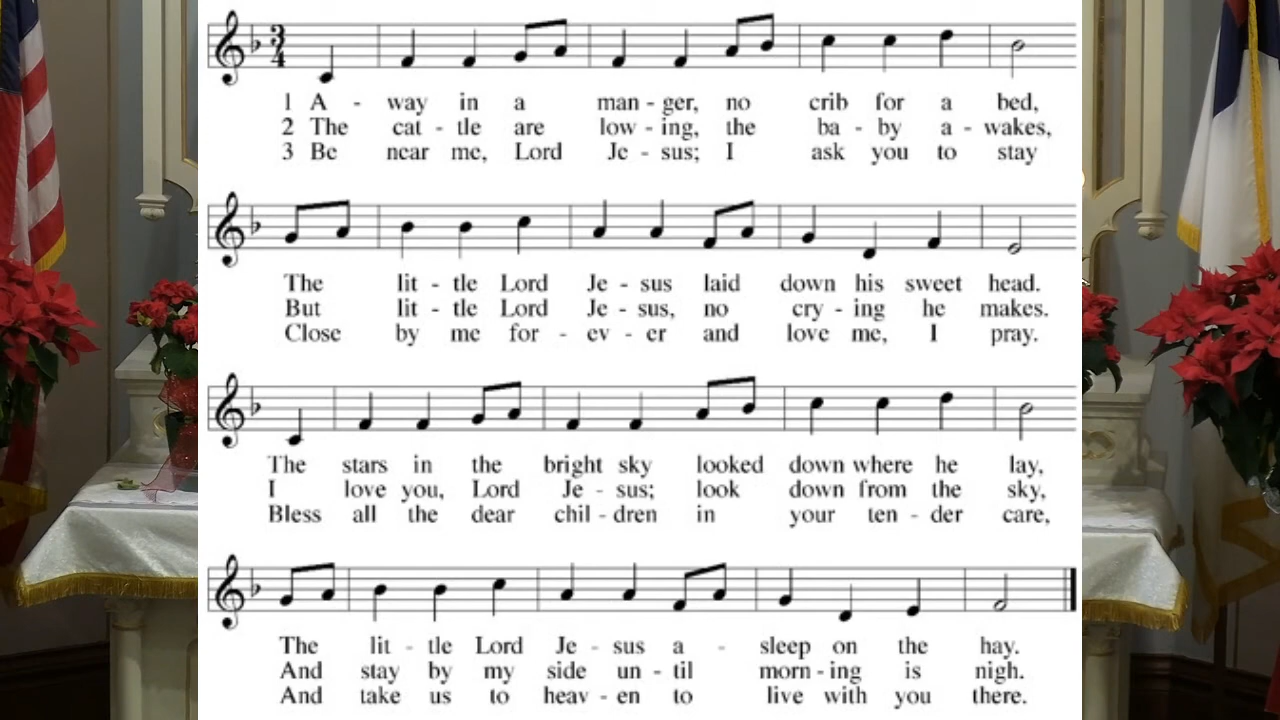 3
4
1 A - way in a man - ger, no crib for a bed,
2 The cat - tle are low - ing, the ba - by a - wakes,
3 Be near me, Lord Je - sus; I ask you to stay
The lit - tle Lord Je - sus laid down his sweet head.
But lit - tle Lord Je - sus, no cry - ing he makes.
Close by me for - ev - er and love me, I pray.
The stars in the bright sky looked down where he lay,
I love you, Lord Je - sus; look down from the sky,
Bless all the dear chil - dren in your ten - der care,
The lit - tle Lord Je - sus a - sleep on the hay.
And stay by my side un - til morn - ing is nigh.
And take us to heav - en to live with you there.